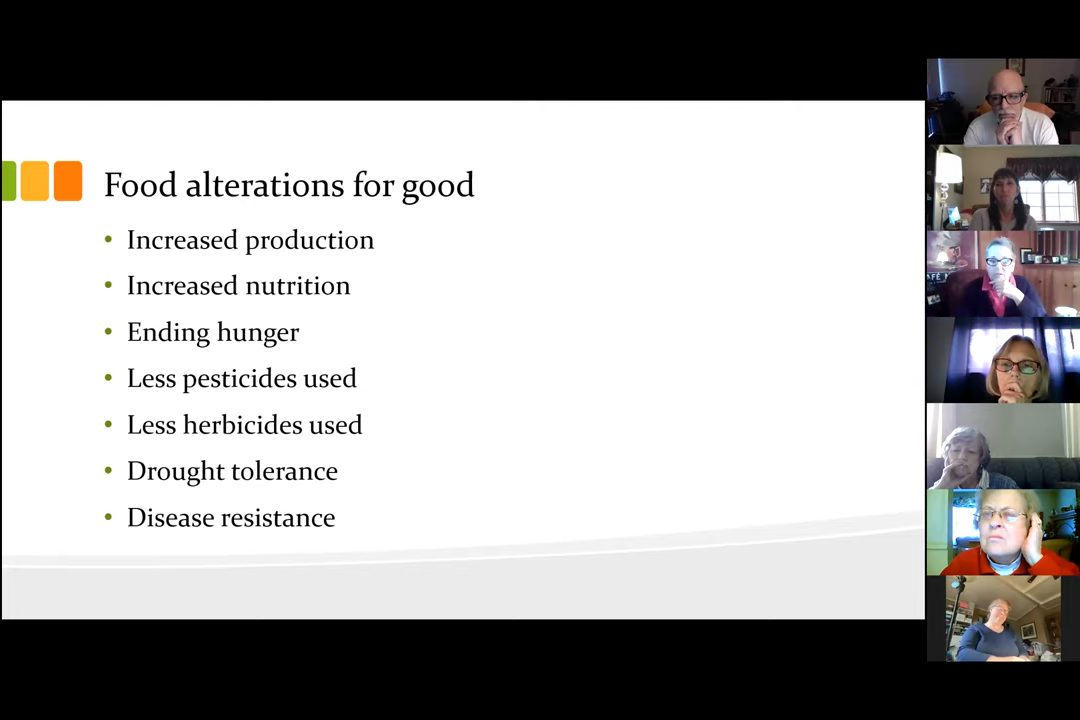 Food alterations for good
• Increased production
• Increased nutrition
• Ending hunger
• Less pesticides used
• Less herbicides used
• Drought tolerance
• Disease resistance